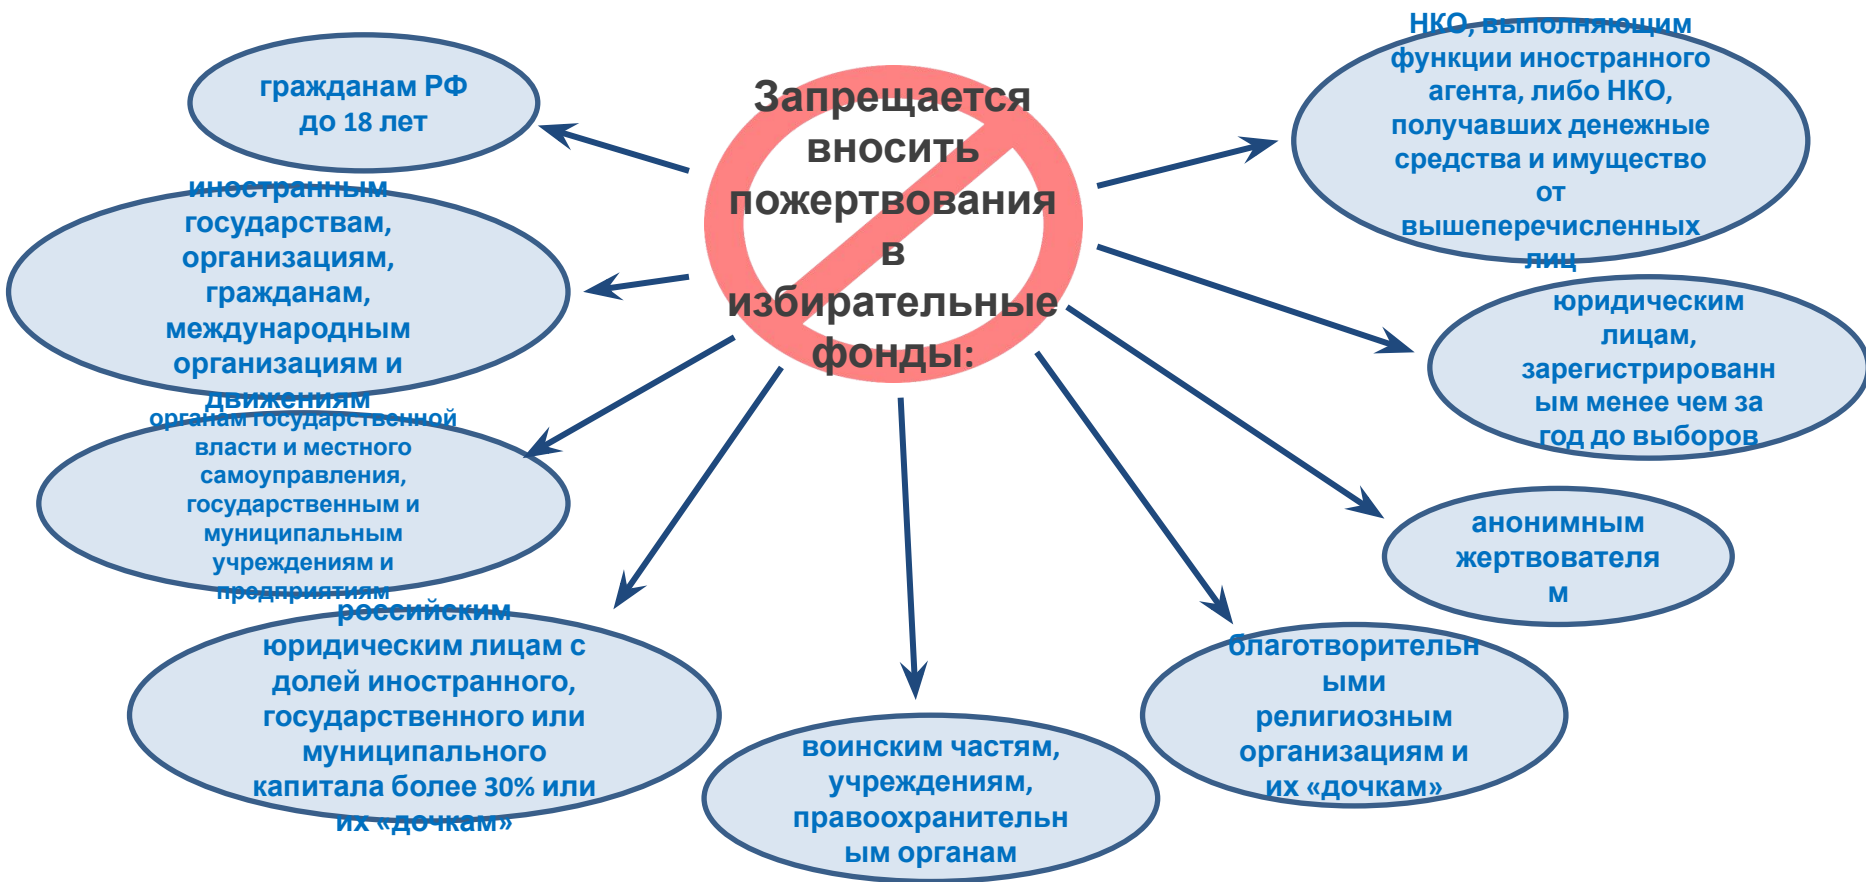 Запрещается
вносить
пожертвования
в
избирательные
фонды:
гражданам РФ
до 18 лет
иностранным
государствам,
организациям,
гражданам,
международным
организациям и
движениям
органам государственной
власти и местного
самоуправления,
государственным и
муниципальным
учреждениям и
предприятиям
российским
юридическим лицам с
долей иностранного,
государственного или
муниципального
капитала более 30% или
их «дочкам»
воинским частям,
учреждениям,
правоохранительн
ым органам
благотворительн
ыми
религиозным
организациям и
их «дочкам»
анонимным
жертвователя
м
юридическим
лицам,
зарегистрированн
ым менее чем за
год до выборов
НКО, выполняющим
функции иностранного
агента, либо НКО,
получавших денежные
средства и имущество
от
вышеперечисленных
лиц